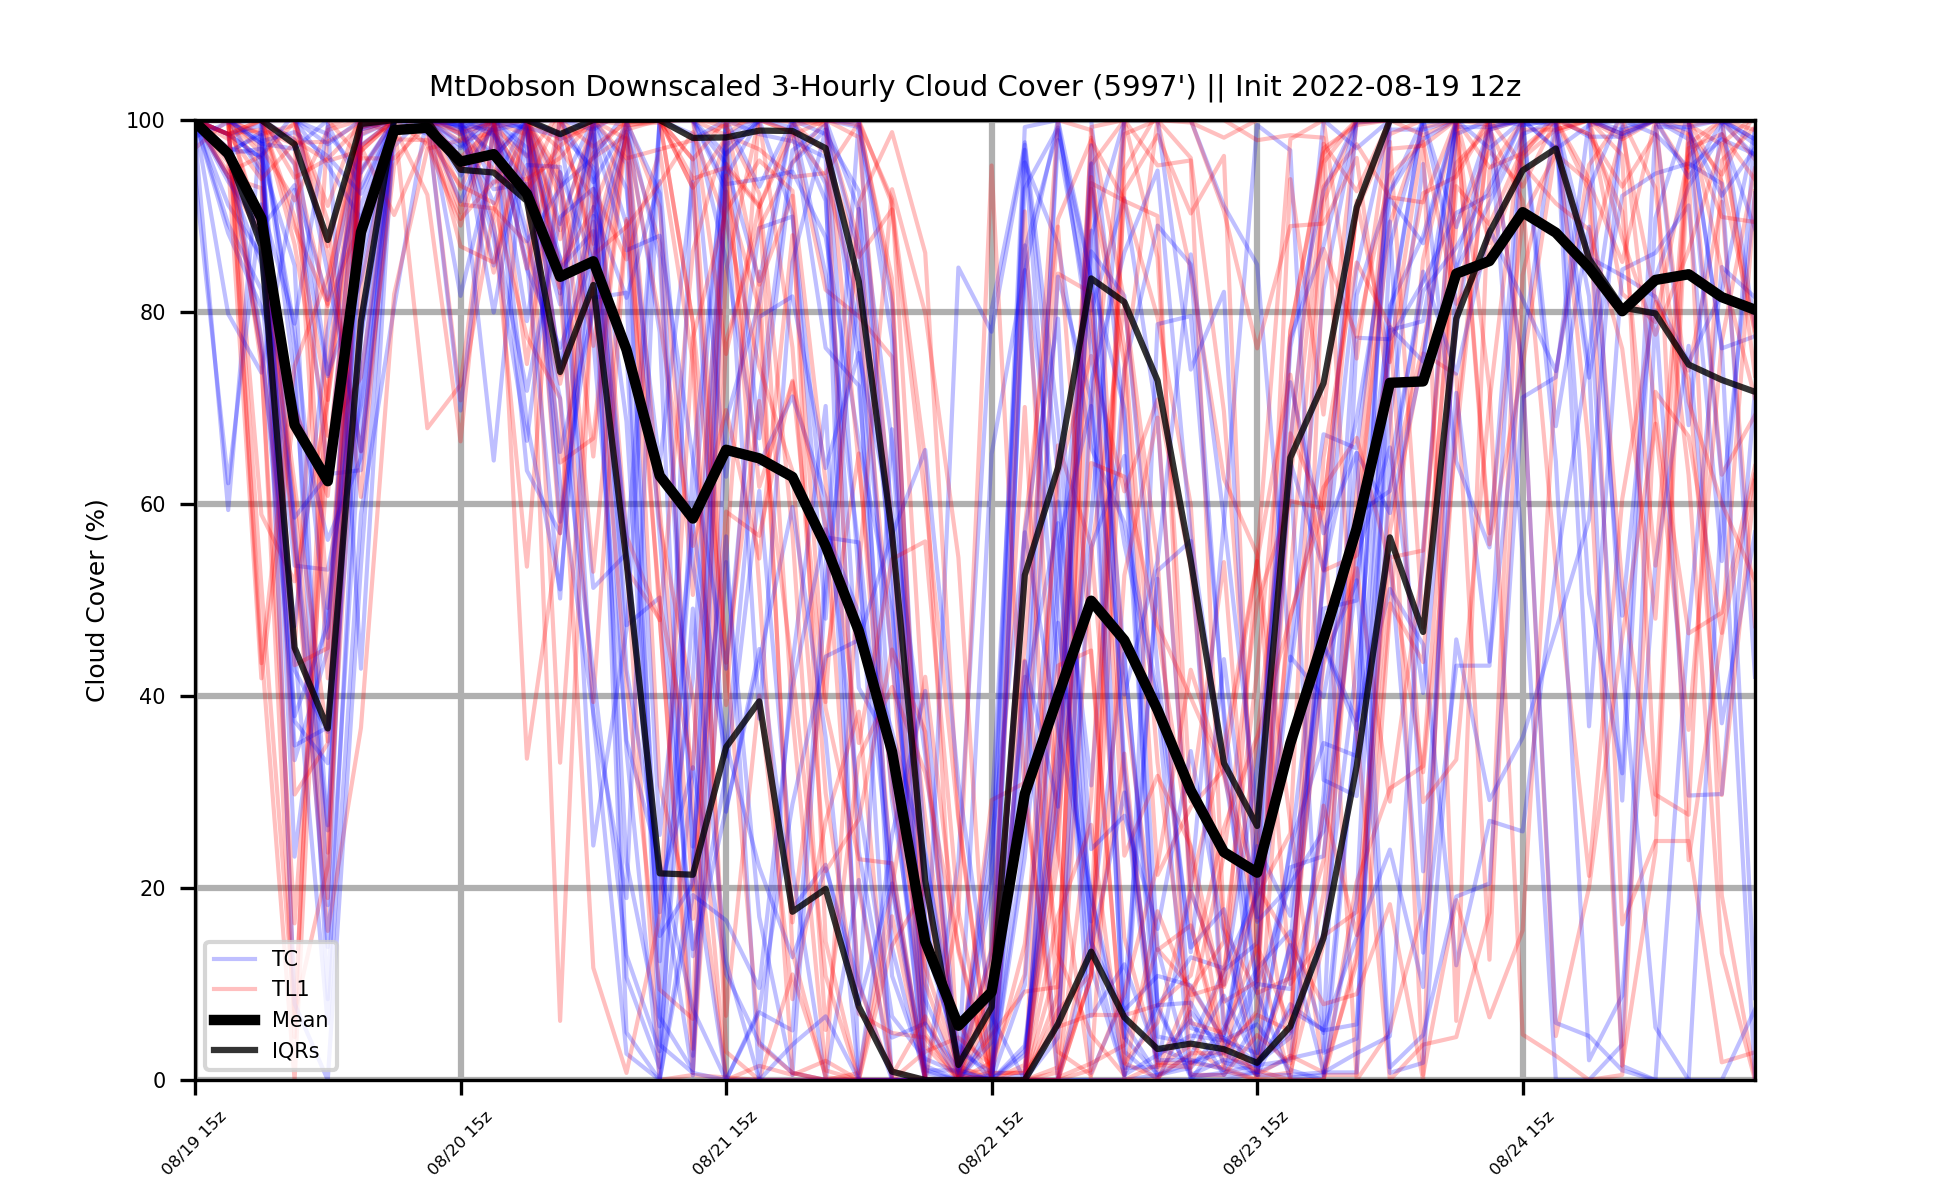 MtDobson Downscaled 3-Hourly Cloud Cover (5997') || Init 2022-08-19 12z
Cloud Cover (%)
100
80
60
40
20
0
TC
TL1
Mean
IQRs
08/19 15z
08/20 15z
08/21 15z
08/22 15z
08/23 15z
08/24 15z